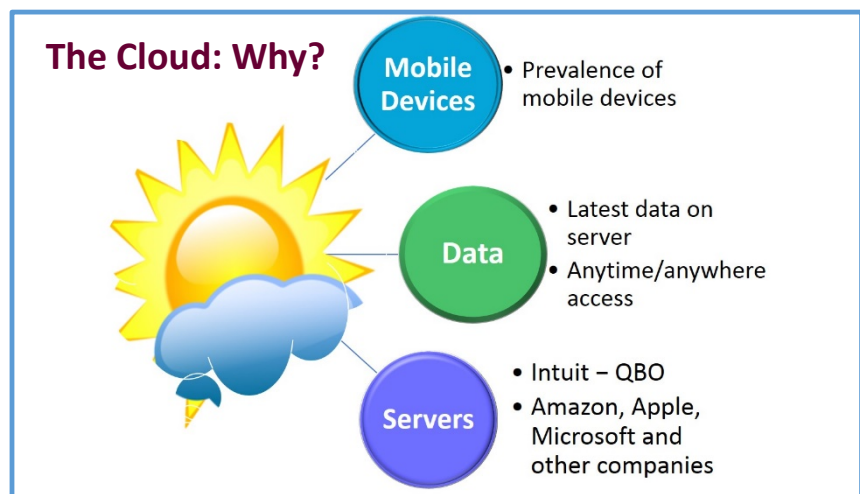 The Cloud: Why?
Mobile
Devices
• Prevalence of
mobile devices
Data
• Latest data on
server
• Anytime/anywhere
access
Servers
• Intuit – QBO
• Amazon, Apple,
Microsoft and
other companies